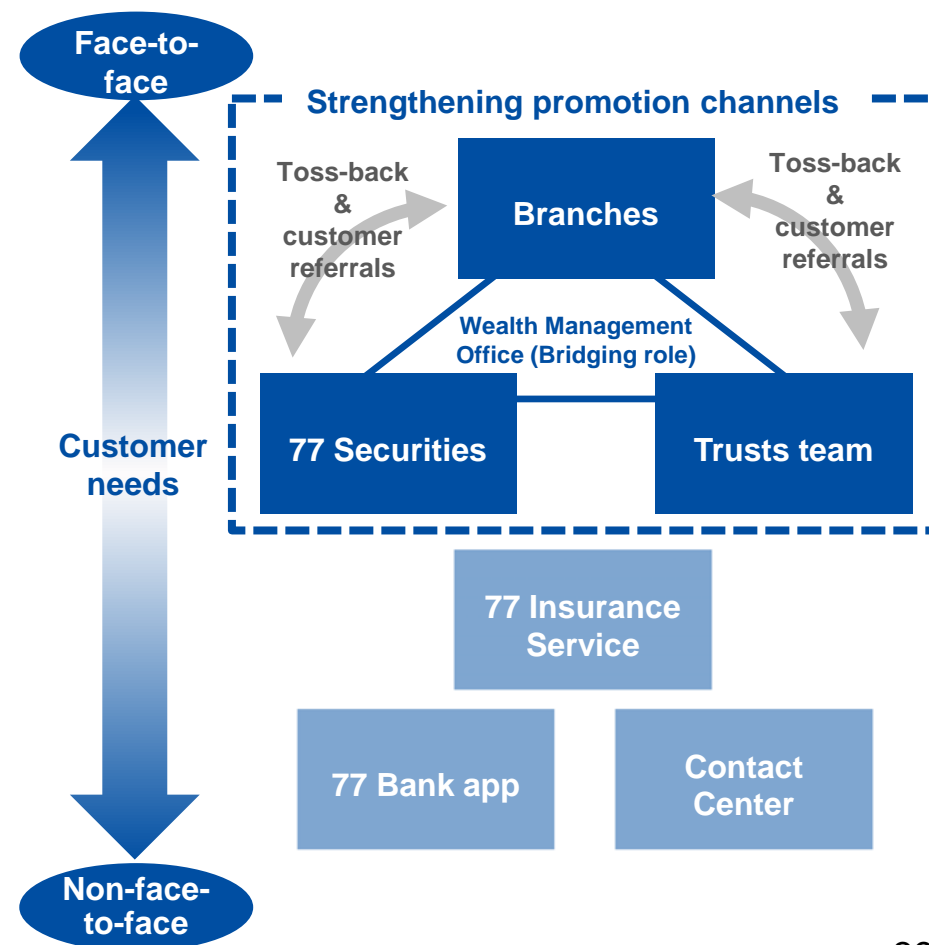 Face-to-
face
Strengthening promotion channels
Toss-back
&
customer
referrals
Branches
Toss-back
&
customer
referrals
Wealth Management
Office (Bridging role)
Customer
needs
77 Securities
Trusts team
77 Insurance
Service
77 Bank app
Contact
Center
Non-face-
to-face